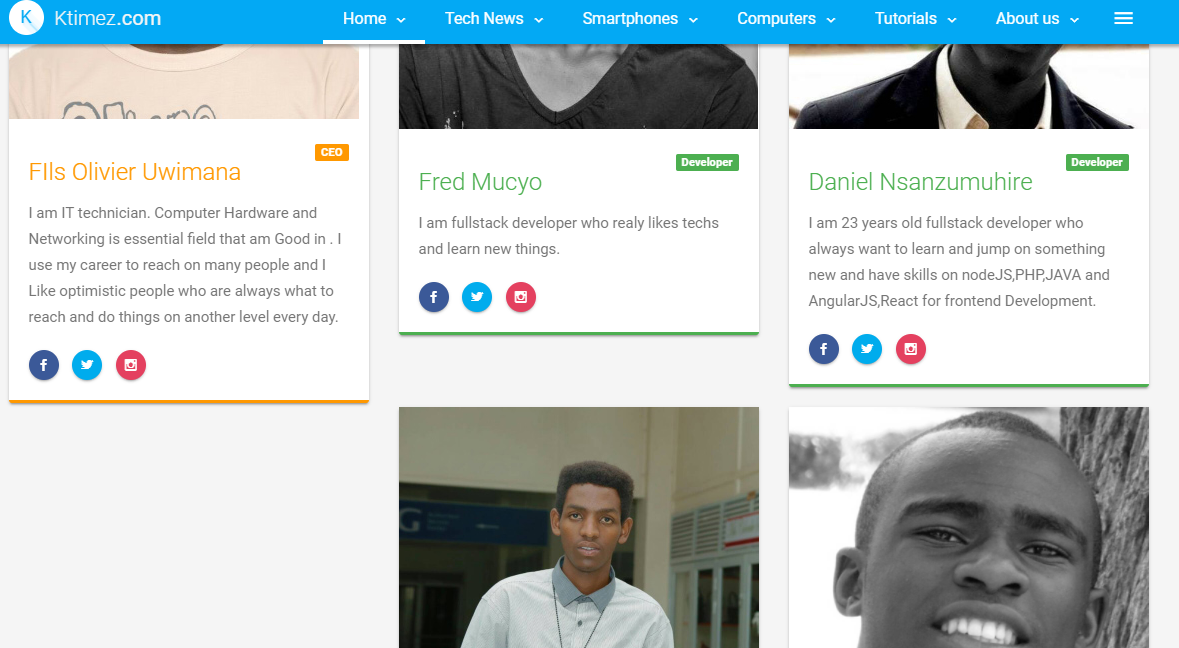 K Ktimez.com
Home Tech News Smartphones Computers Tutorials About us
CEO
FIls Olivier Uwimana
I am IT technician. Computer Hardware and
Networking is essential field that am Good in . I
use my career to reach on many people and I
Like optimistic people who are always what to
reach and do things on another level every day.
Developer
Fred Mucyo
I am fullstack developer who realy likes techs
and learn new things.
Developer
Daniel Nsanzumuhire
I am 23 years old fullstack developer who
always want to learn and jump on something
new and have skills on nodeJS,PHP,JAVA and
AngularJS,React for frontend Development.
G